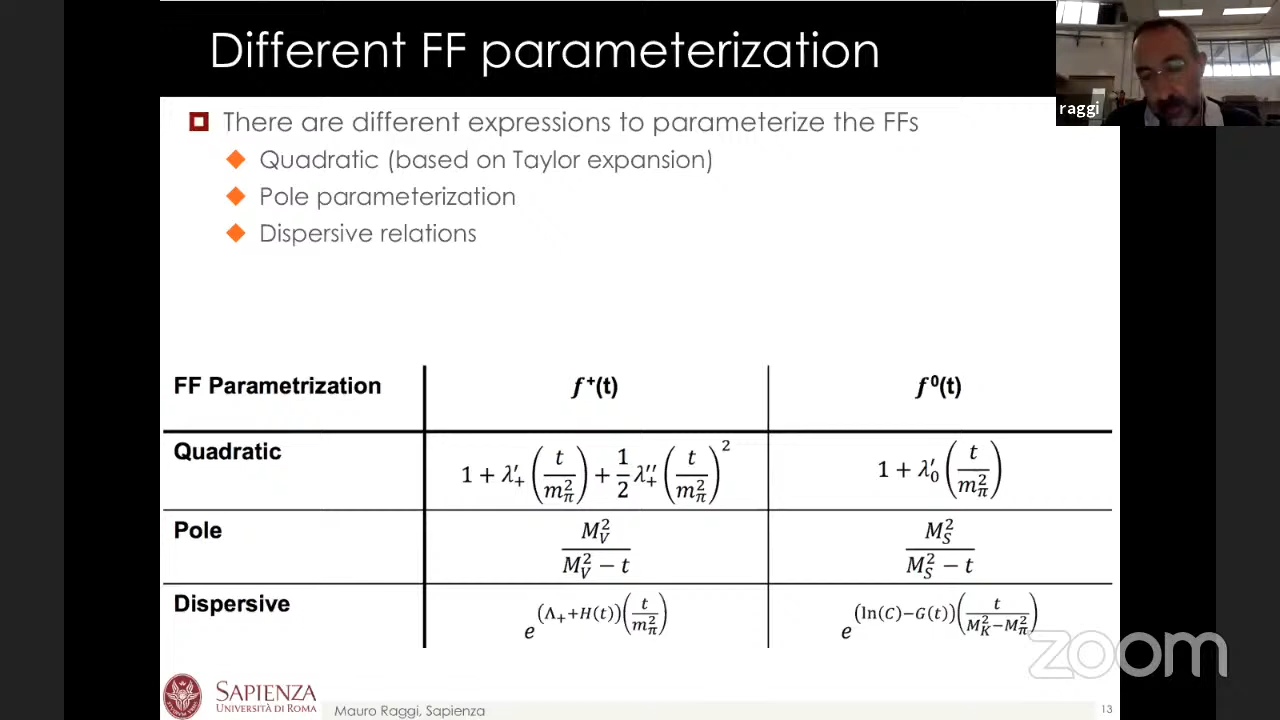 Different FF parameterization
raggi
There are different expressions to parameterize the FFs
Quadratic (based on Taylor expansion)
Pole parameterization
Dispersive relations
FF Parametrization f⁺(t) f⁰(t)
Quadratic 1 + λ′₊ (t/m²π) + 1/2 λ″₊ (t/m²π)² 1 + λ′₀ (t/m²π)
Pole M²V / (M²V − t) M²S / (M²S − t)
Dispersive e^(Λ₊+H(t))(t/m²π) e^(ln(C)−G(t))(t/(M²K−M²π))
zoom
SAPIENZA
UNIVERSITÀ DI ROMA
Mauro Raggi, Sapienza
13